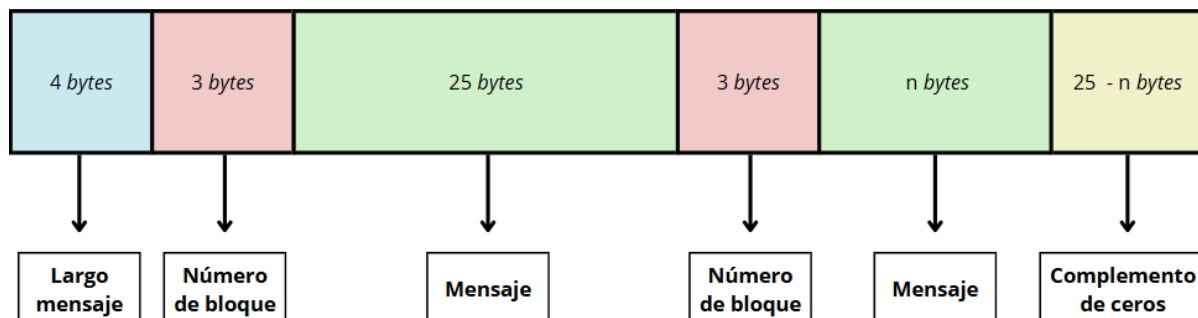 4 bytes
3 bytes
25 bytes
3 bytes
n bytes
25 - n bytes
Largo
mensaje
Número
de bloque
Mensaje
Número
de bloque
Mensaje
Complemento
de ceros